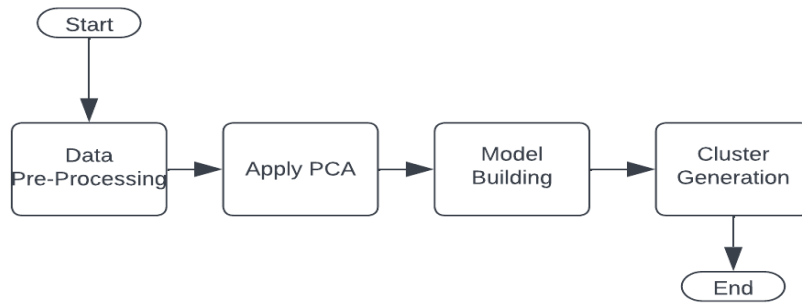 Start
Data
Pre-Processing
Apply PCA
Model
Building
Cluster
Generation
End